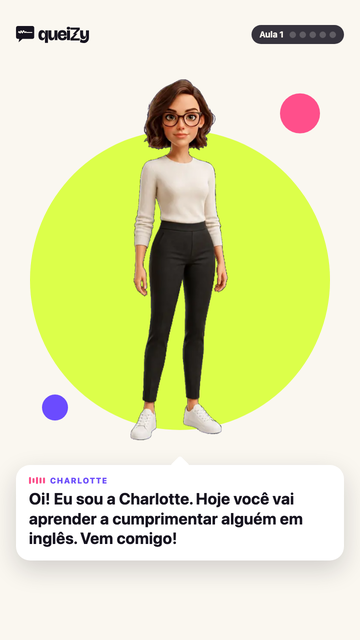 queiZy
Aula 1
CHARLOTTE
Oi! Eu sou a Charlotte. Hoje você vai
aprender a cumprimentar alguém em
inglês. Vem comigo!